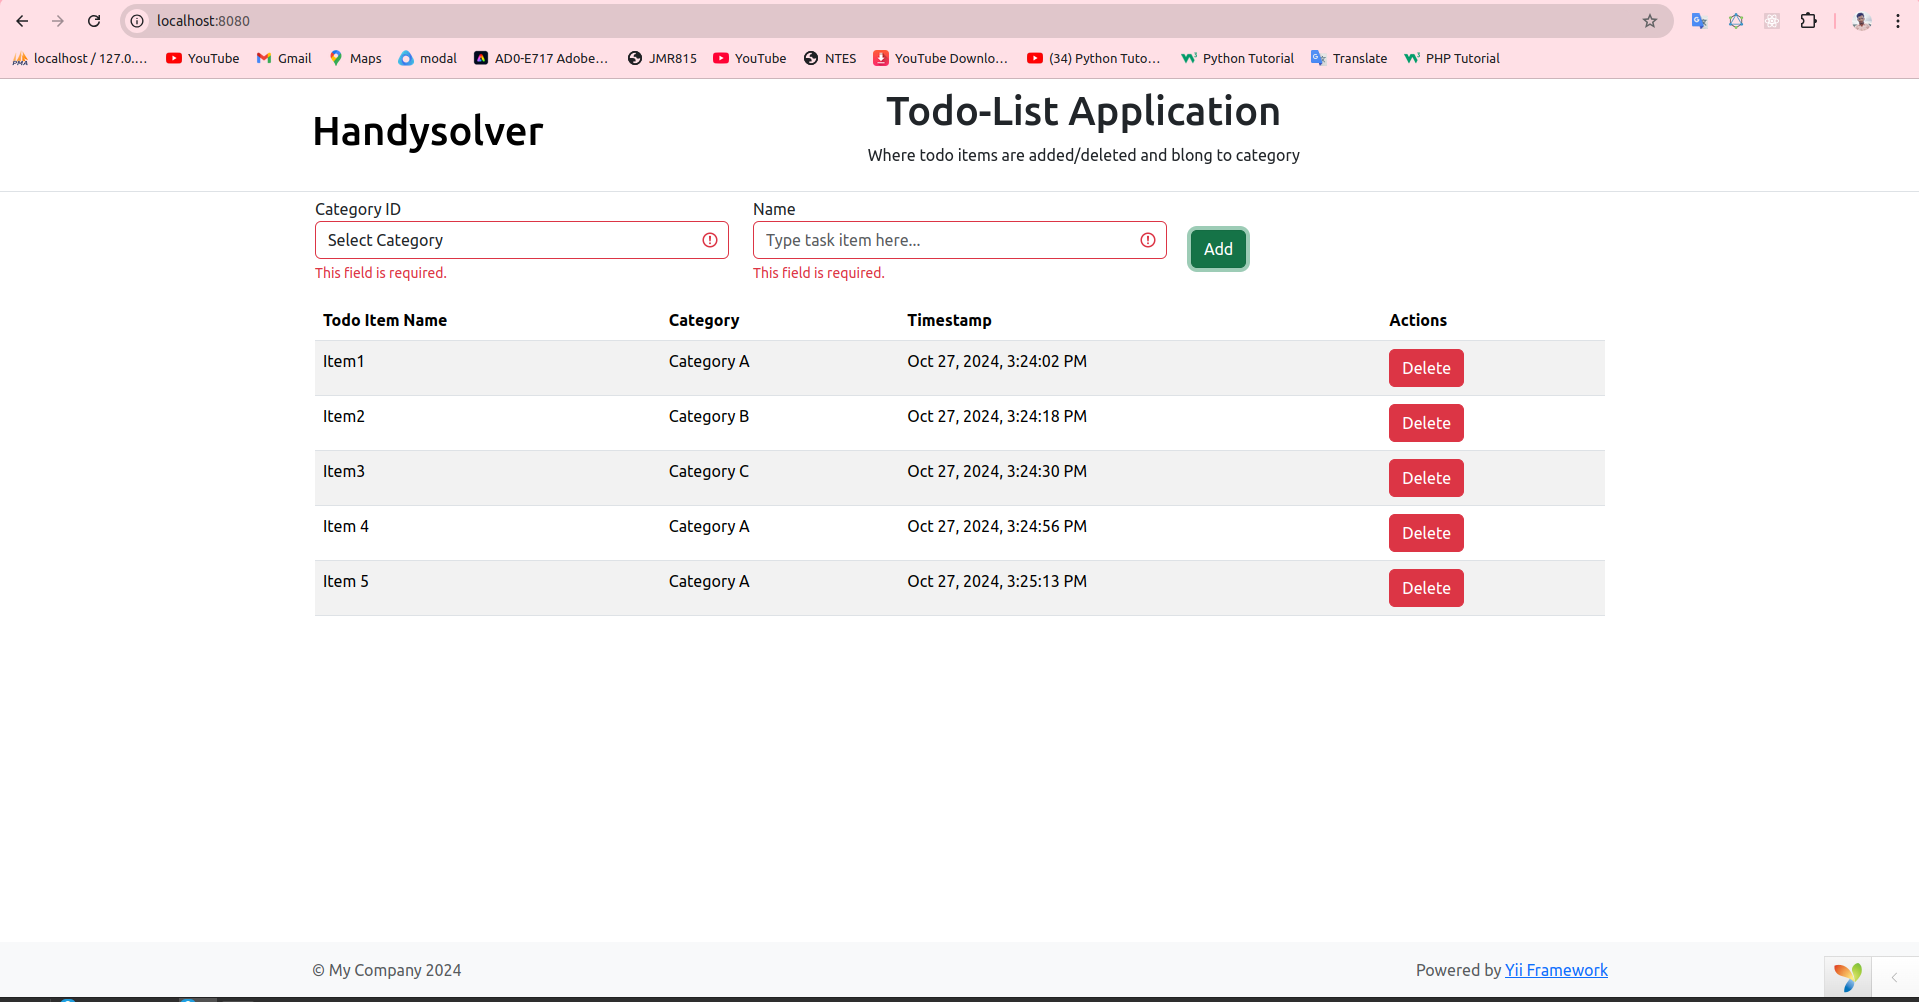 localhost:8080
localhost / 127.0.... YouTube Gmail Maps modal AD0-E717 Adobe... JMR815 YouTube NTES YouTube Downlo... (34) Python Tuto... Python Tutorial Translate PHP Tutorial
Handysolver
Todo-List Application
Where todo items are added/deleted and blong to category
Category ID Name
Select Category Type task item here... Add
This field is required. This field is required.
Todo Item Name Category Timestamp Actions
Item1 Category A Oct 27, 2024, 3:24:02 PM Delete
Item2 Category B Oct 27, 2024, 3:24:18 PM Delete
Item3 Category C Oct 27, 2024, 3:24:30 PM Delete
Item 4 Category A Oct 27, 2024, 3:24:56 PM Delete
Item 5 Category A Oct 27, 2024, 3:25:13 PM Delete
© My Company 2024 Powered by Yii Framework